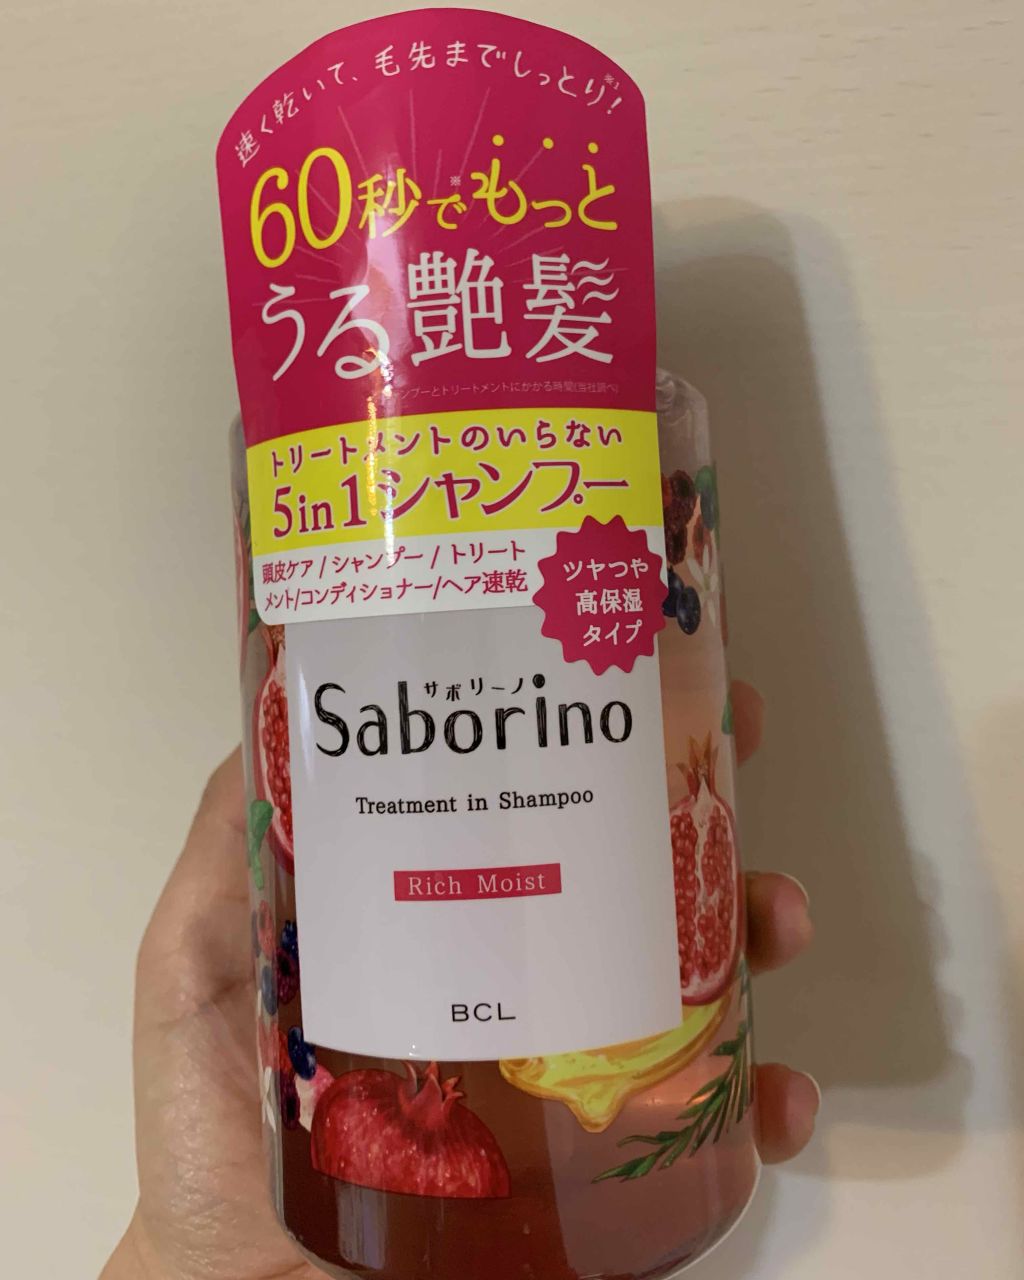 速く乾いて、毛先までしっとり!
60秒※でもっと
うる艶髪
シャンプーとトリートメントにかかる時間(当社調べ)
トリートメントのいらない
5in1シャンプー
頭皮ケア/シャンプー/トリート
メント/コンディショナー/ヘア速乾
ツヤつや
高保湿
タイプ
サボリーノ
Saborino
Treatment in Shampoo
Rich Moist
BCL